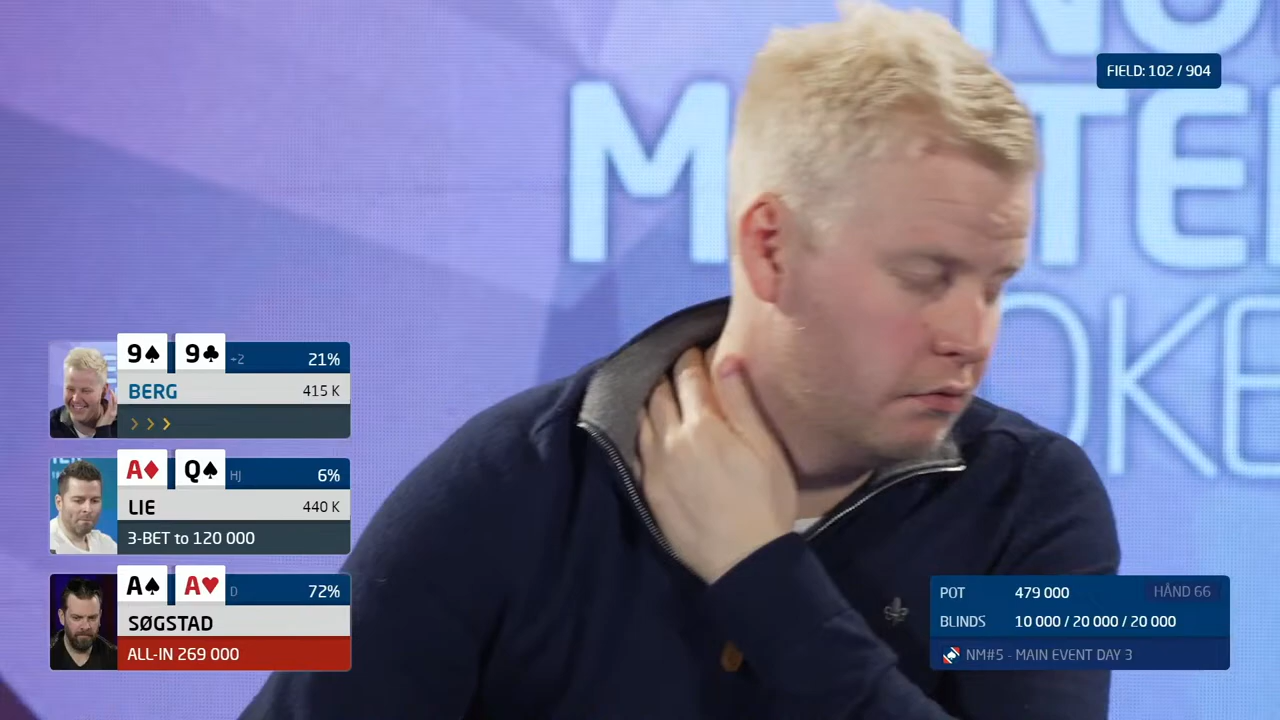 FIELD: 102 / 904
9♠ 9♣ +2 21%
BERG 415 K
A♦ Q♠ HJ 6%
LIE 440 K
3-BET to 120 000
A♠ A♥ D 72%
SØGSTAD
ALL-IN 269 000
POT 479 000 HÅND 66
BLINDS 10 000 / 20 000 / 20 000
NM#5 - MAIN EVENT DAY 3